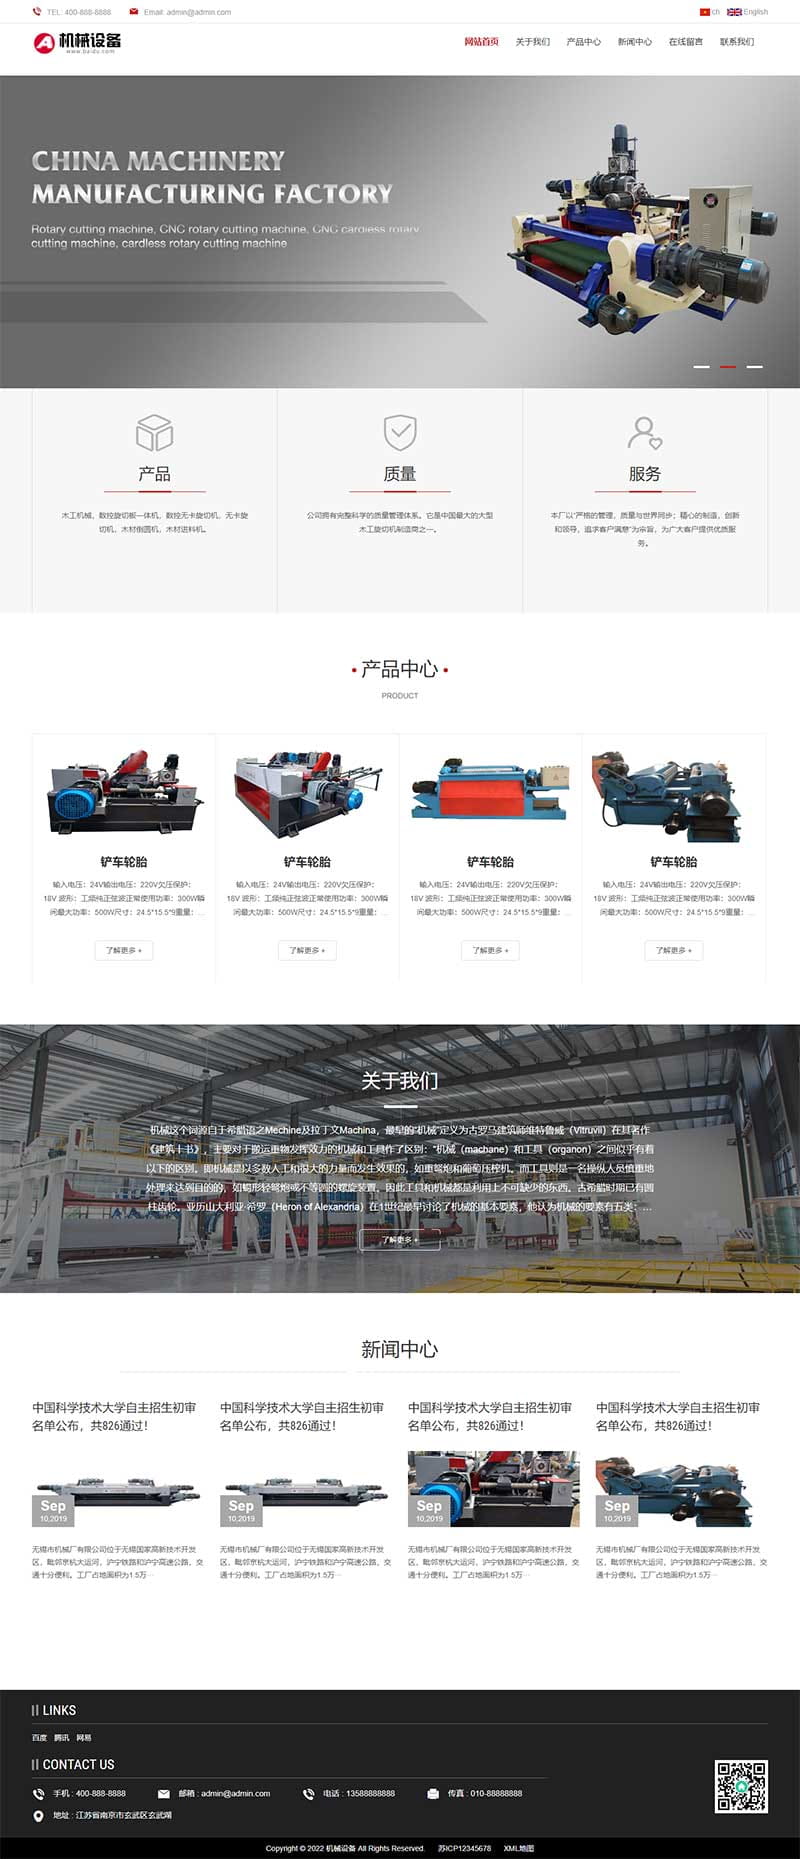 TEL: 400-888-8888 Email: admin@admin.com ch English
机械设备
www.baidu.com
网站首页 关于我们 产品中心 新闻中心 在线留言 联系我们
CHINA MACHINERY
MANUFACTURING FACTORY
Rotary cutting machine, CNC rotary cutting machine, CNC cardless rotary
cutting machine, cardless rotary cutting machine
产品 质量 服务
木工机械，数控旋切板一体机，数控无卡旋切机，无卡旋
切机，木材倒圆机，木材进料机。
公司拥有完整科学的质量管理体系。它是中国最大的大型
木工旋切机制造商之一。
本厂以“严格的管理，质量与世界同步；精心的制造，创新
和领导，追求客户满意”为宗旨，为广大客户提供优质服
务。
产品中心
PRODUCT
铲车轮胎
输入电压：24V输出电压：220V欠压保护：
18V 波形：工频纯正弦波正常使用功率：300W瞬
间最大功率：500W尺寸：24.5*15.5*9重量：...
了解更多 +
铲车轮胎
输入电压：24V输出电压：220V欠压保护：
18V 波形：工频纯正弦波正常使用功率：300W瞬
间最大功率：500W尺寸：24.5*15.5*9重量：...
了解更多 +
铲车轮胎
输入电压：24V输出电压：220V欠压保护：
18V 波形：工频纯正弦波正常使用功率：300W瞬
间最大功率：500W尺寸：24.5*15.5*9重量：...
了解更多 +
铲车轮胎
输入电压：24V输出电压：220V欠压保护：
18V 波形：工频纯正弦波正常使用功率：300W瞬
间最大功率：500W尺寸：24.5*15.5*9重量：...
了解更多 +
关于我们
机械这个词源自于希腊语之Mechine及拉丁文Machina，最早的“机械”定义为古罗马建筑师维特鲁威（Vitruvii）在其著作
《建筑十书》，主要对于搬运重物发挥效力的机械和工具作了区别：“机械（machane）和工具（organon）之间似乎有着
以下的区别，即机械是以多数人工和很大的力量而发生效果的，如重弩炮和葡萄压榨机。而工具则是一名操纵人员慎重地
处理来达到目的的，如蝎形轻弩炮或不等圆的螺旋装置。因此工具和机械都是利用上不可缺少的东西。古希腊时期已有圆
柱齿轮。亚历山大利亚·希罗（Heron of Alexandria）在11世纪最早讨论了机械的基本要素，他认为机械的要素有五类：...
了解更多 +
新闻中心
中国科学技术大学自主招生初审
名单公布，共826通过！
Sep
10,2019
无锡市机械厂有限公司位于无锡国家高新技术开发
区，毗邻京杭大运河，沪宁铁路和沪宁高速公路，交
通十分便利。工厂占地面积为1.5万···
中国科学技术大学自主招生初审
名单公布，共826通过！
Sep
10,2019
无锡市机械厂有限公司位于无锡国家高新技术开发
区，毗邻京杭大运河，沪宁铁路和沪宁高速公路，交
通十分便利。工厂占地面积为1.5万···
中国科学技术大学自主招生初审
名单公布，共826通过！
Sep
10,2019
无锡市机械厂有限公司位于无锡国家高新技术开发
区，毗邻京杭大运河，沪宁铁路和沪宁高速公路，交
通十分便利。工厂占地面积为1.5万···
中国科学技术大学自主招生初审
名单公布，共826通过！
Sep
10,2019
无锡市机械厂有限公司位于无锡国家高新技术开发
区，毗邻京杭大运河，沪宁铁路和沪宁高速公路，交
通十分便利。工厂占地面积为1.5万···
LINKS
百度 腾讯 网易
CONTACT US
手机 : 400-888-8888 邮箱 : admin@admin.com 电话 : 13588888888 传真 : 010-88888888
地址 : 江苏省南京市玄武区玄武湖
Copyright © 2022 机械设备 All Rights Reserved. 苏ICP12345678 XML地图